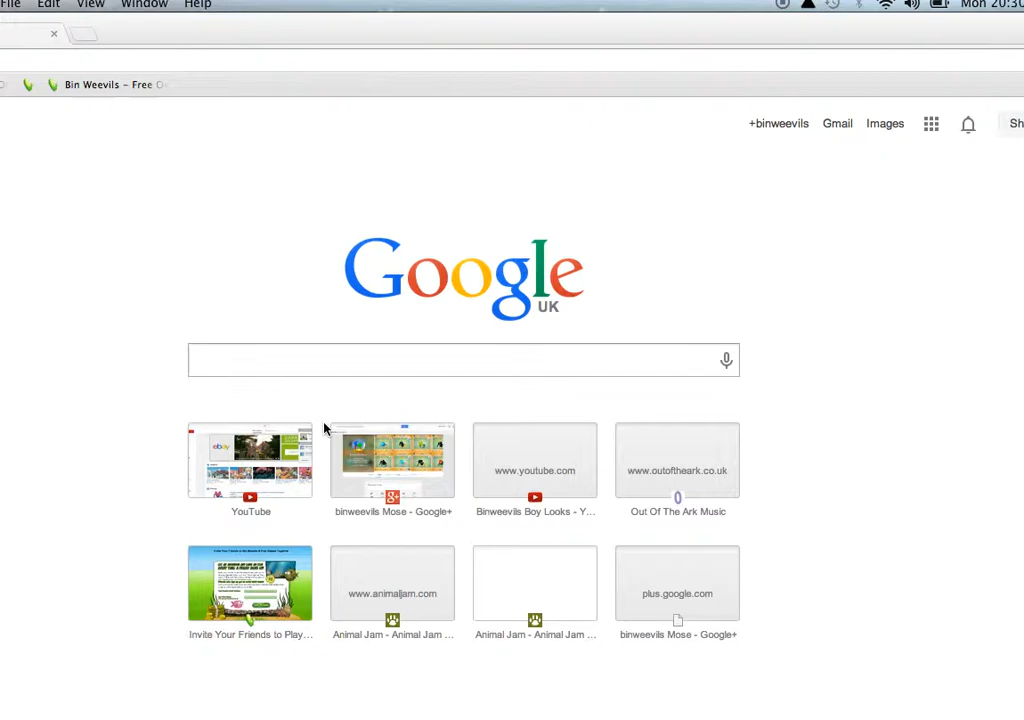 File Edit View Window Help Mon 20:30
Bin Weevils – Free O
+binweevils Gmail Images Sh
Google
UK
ebay
www.youtube.com
www.outoftheark.co.uk
YouTube
binweevils Mose - Google+
Binweevils Boy Looks - Y...
Out Of The Ark Music
www.animaljam.com
plus.google.com
Invite Your Friends to Play...
Animal Jam - Animal Jam ...
Animal Jam - Animal Jam ...
binweevils Mose - Google+